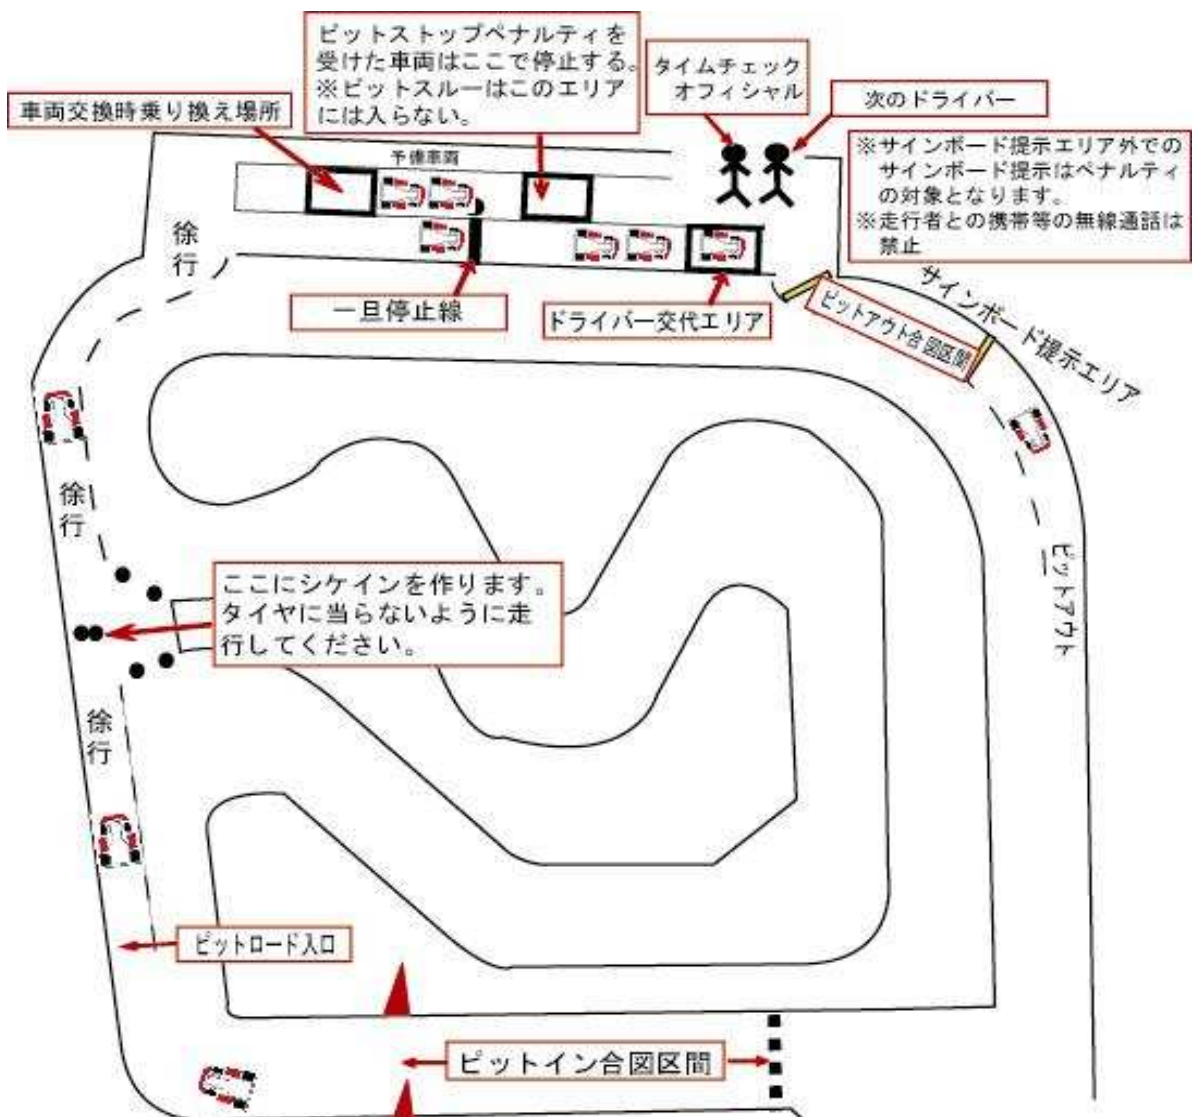 ピットストップペナルティを
受けた車両はここで停止する。
※ピットスルーはこのエリア
には入らない。
タイムチェック
オフィシャル
次のドライバー
車両交換時乗り換え場所
※サインボード提示エリア外での
サインボード提示はペナルティ
の対象となります。
※走行者との携帯等の無線通話は
禁止
予備車両
徐行
一旦停止線
ドライバー交代エリア
ピットアウト合図区間
サインボード提示エリア
徐行
ピットアウト
ここにシケインを作ります。
タイヤに当らないように走
行してください。
徐行
ピットロード入口
ピットイン合図区間